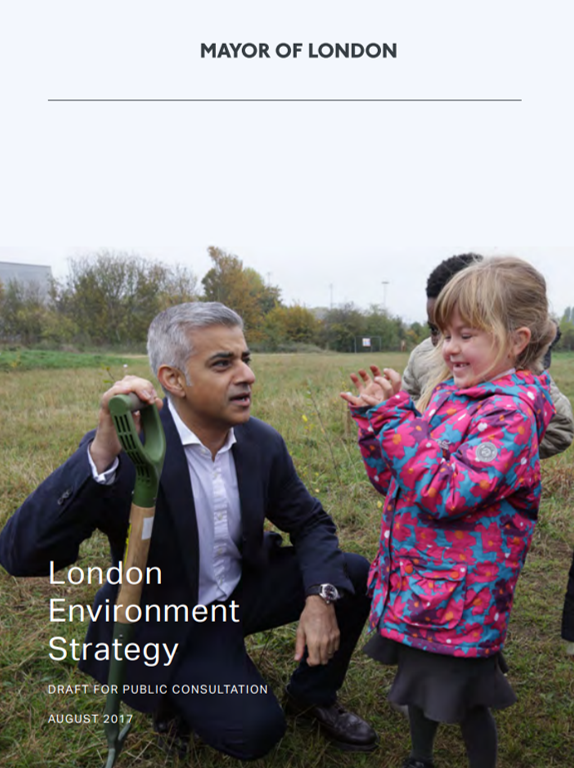 MAYOR OF LONDON
London
Environment
Strategy
DRAFT FOR PUBLIC CONSULTATION
AUGUST 2017